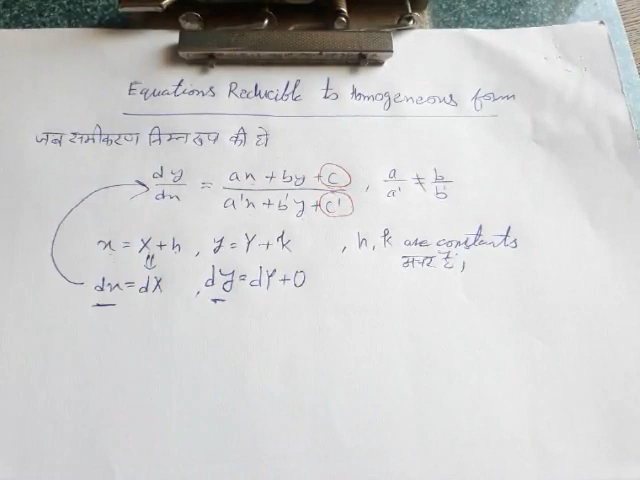 Equations Reducible to Homogeneous form
जब समीकरण निम्न रूप की हो
dy/dx = (ax + by + c)/(a'x + b'y + c') , a/a' ≠ b/b'
x = X + h , y = Y + k , h, k are constants
अचर है,
dx = dX , dy = dY + 0